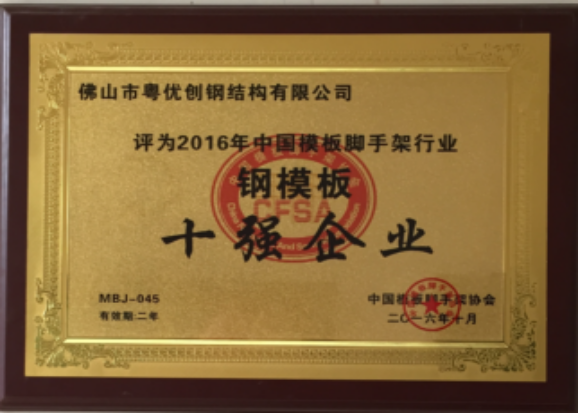 佛山市粤优创钢结构有限公司
评为2016年中国模板脚手架行业
钢模板
CFSA
十强企业
MBJ-045
中国模板脚手架协会
有效期:二年
二〇一六年十月